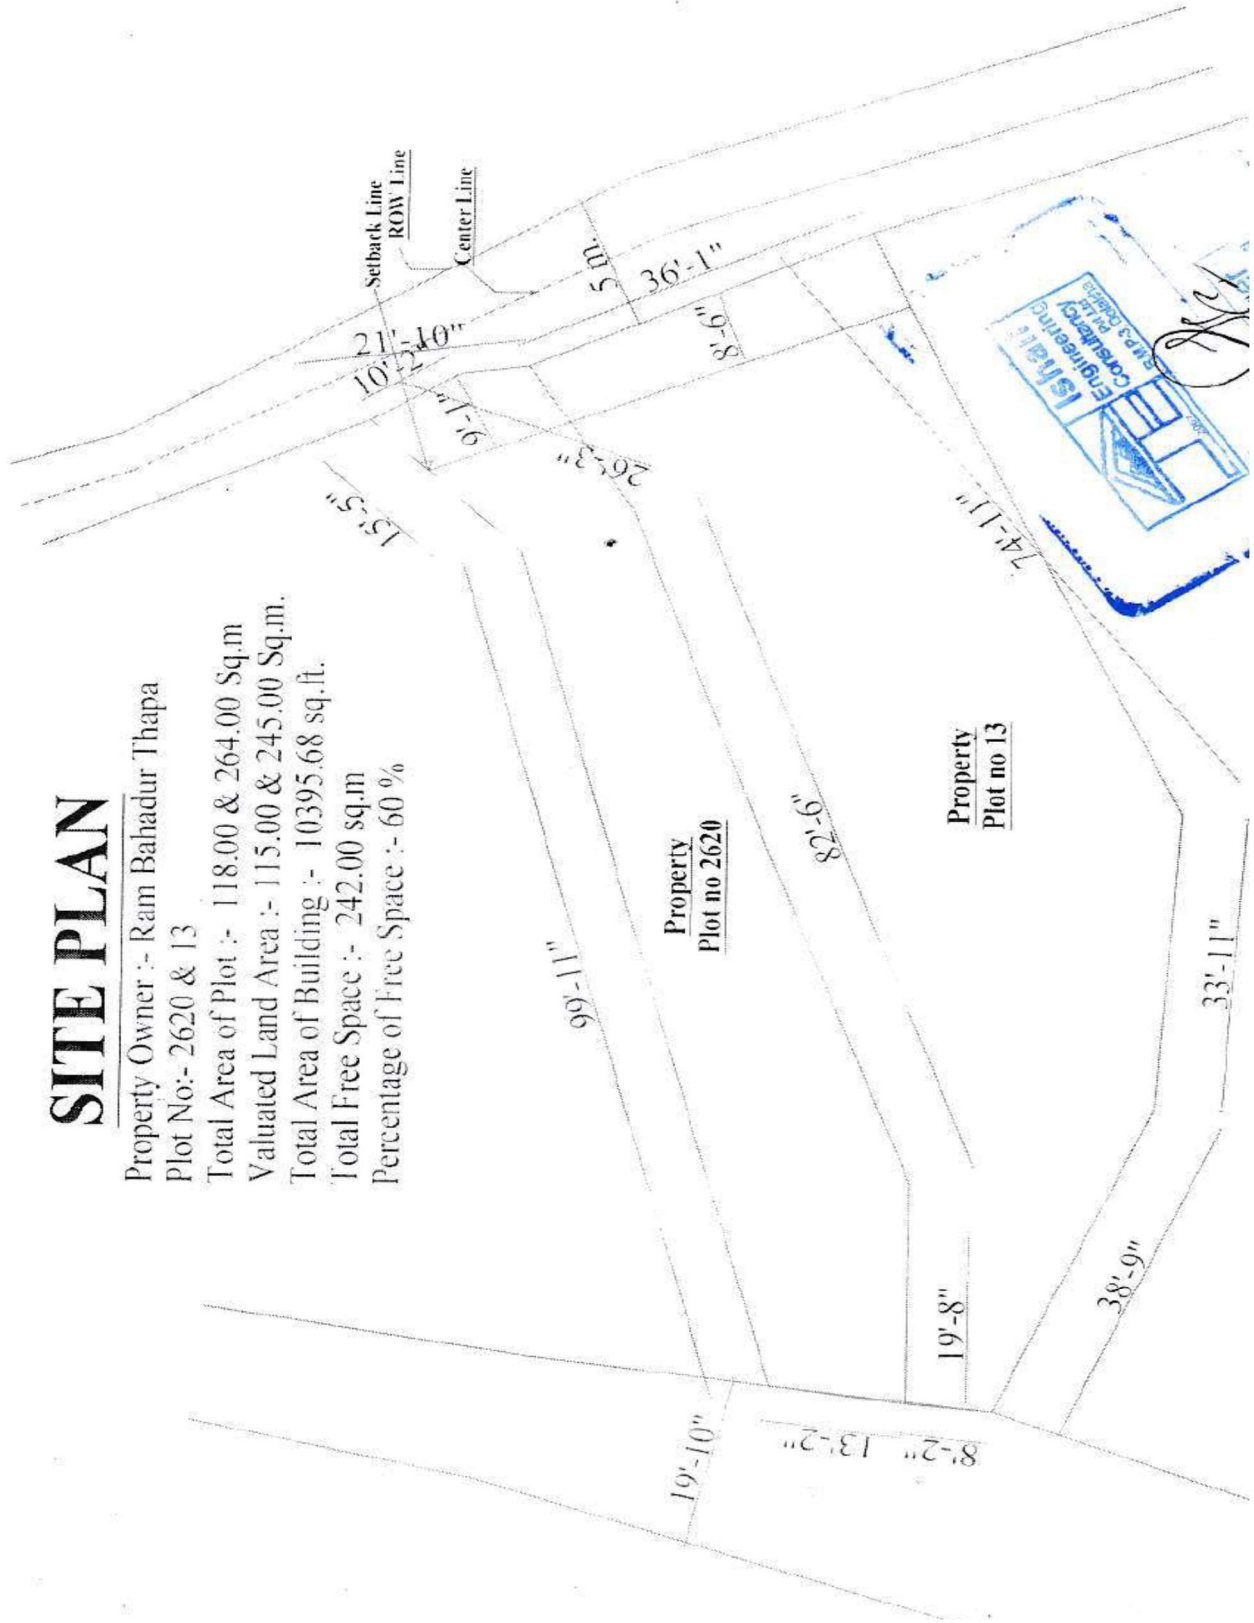 SITE PLAN
Property Owner :- Ram Bahadur Thapa
Plot No:- 2620 & 13
Total Area of Plot :- 118.00 & 264.00 Sq.m
Valuated Land Area :- 115.00 & 245.00 Sq.m.
Total Area of Building :- 10395.68 sq.ft.
Total Free Space :- 242.00 sq.m
Percentage of Free Space :- 60 %
Setback Line
ROW Line
Center Line
21'-10"
10'-2"
15'-5"
9'-1"
26'-3"
5 m.
36'-1"
8'-6"
99'-11"
Property
Plot no 2620
82'-6"
74'-11"
Property
Plot no 13
19'-10"
13'-2"
8'-2"
19'-8"
38'-9"
33'-11"
Engineering
Consultancy
Pvt Ltd